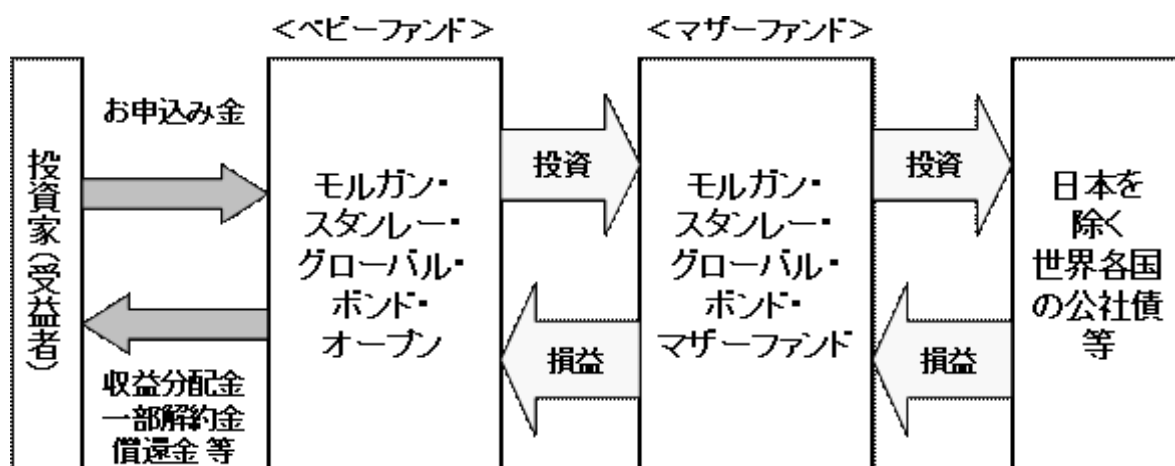 <ベビーファンド>
<マザーファンド>
投資家(受益者)
お申込み金
収益分配金
一部解約金
償還金 等
モルガン・
スタンレー・
グローバル・
ボンド・
オープン
投資
損益
モルガン・
スタンレー・
グローバル・
ボンド・
マザーファンド
投資
損益
日本を
除く
世界各国
の公社債
等